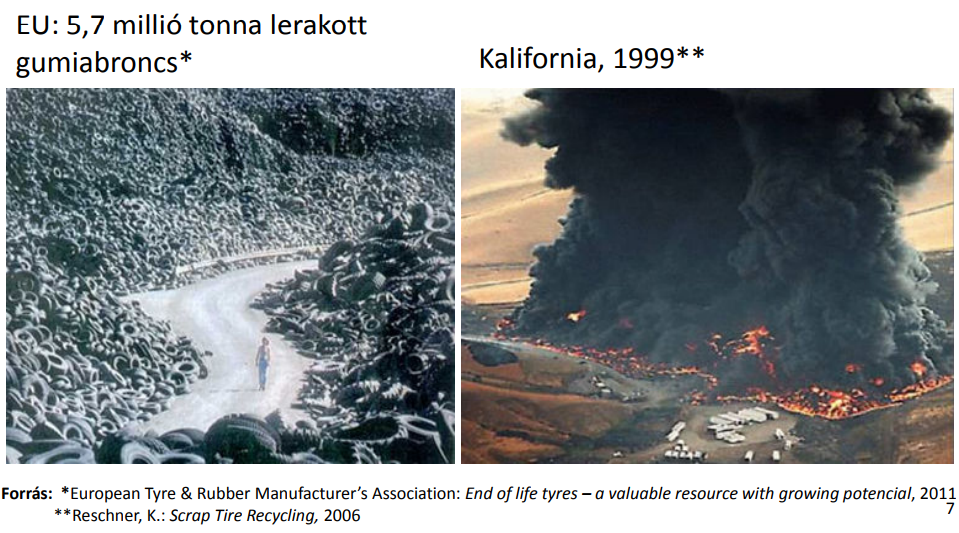 EU: 5,7 millió tonna lerakott
gumiabroncs*
Kalifornia, 1999**
Forrás: *European Tyre & Rubber Manufacturer's Association: End of life tyres – a valuable resource with growing potencial, 2011
7
**Reschner, K.: Scrap Tire Recycling, 2006